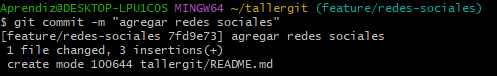 Aprendiz@DESKTOP-LPU1COS MINGW64 ~/tallergit (feature/redes-sociales)
$ git commit -m "agregar redes sociales"
[feature/redes-sociales 7fd9e73] agregar redes sociales
 1 file changed, 3 insertions(+)
 create mode 100644 tallergit/README.md